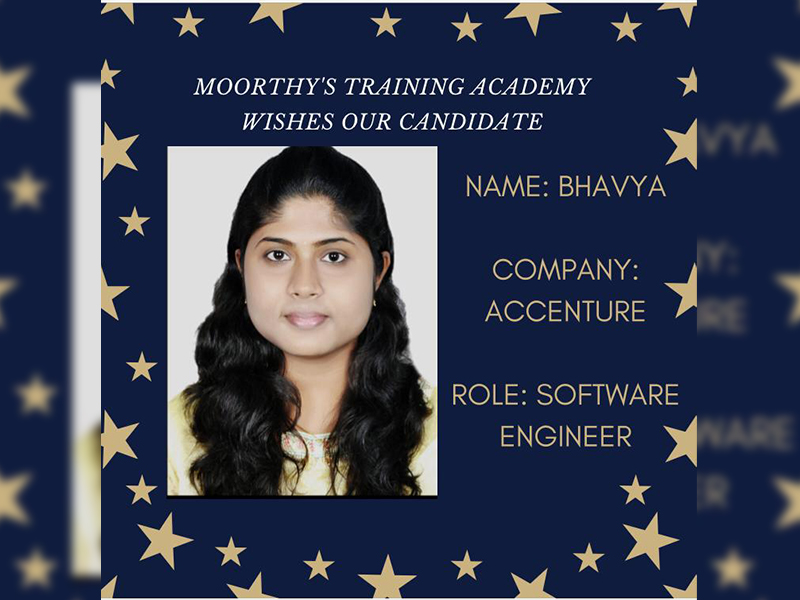 MOORTHY'S TRAINING ACADEMY
WISHES OUR CANDIDATE
NAME: BHAVYA
COMPANY:
ACCENTURE
ROLE: SOFTWARE
ENGINEER